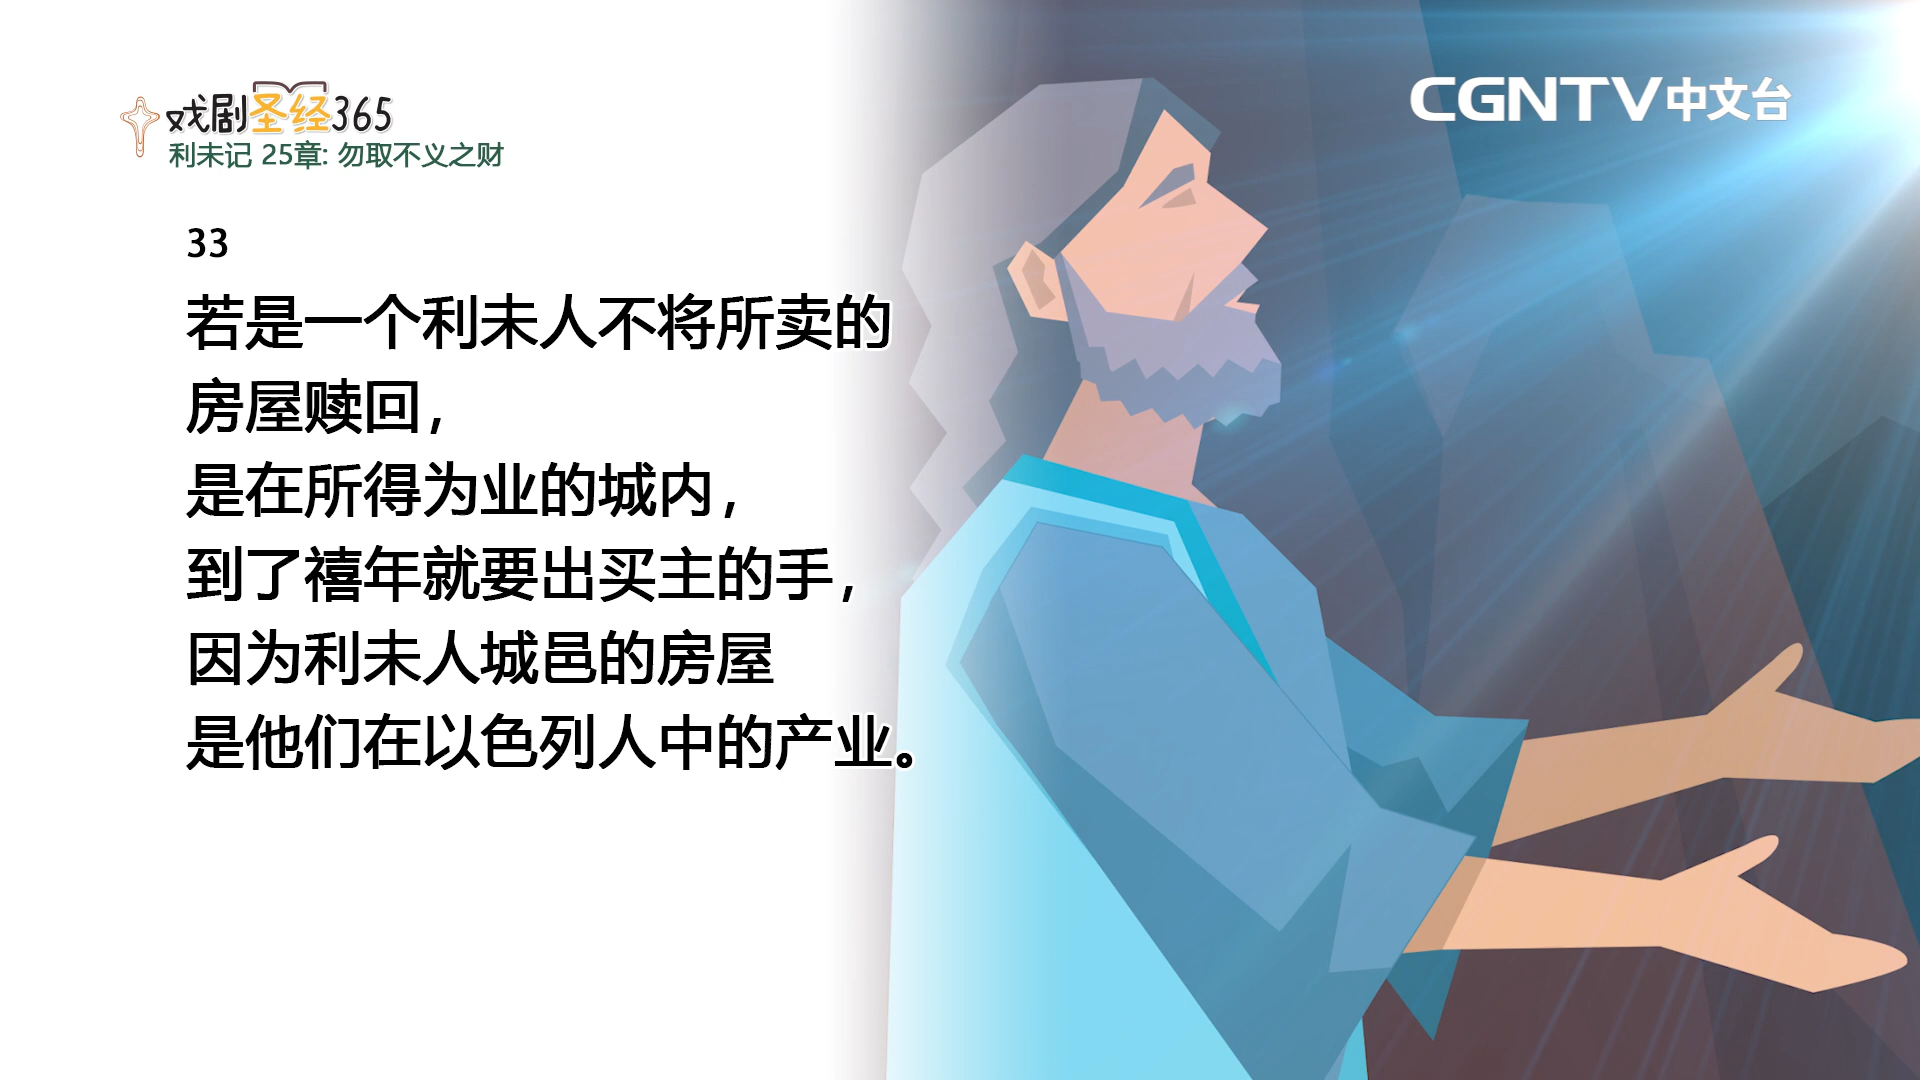 戏剧圣经365
利未记 25章: 勿取不义之财
CGNTV中文台
33
若是一个利未人不将所卖的
房屋赎回，
是在所得为业的城内，
到了禧年就要出买主的手，
因为利未人城邑的房屋
是他们在以色列人中的产业。